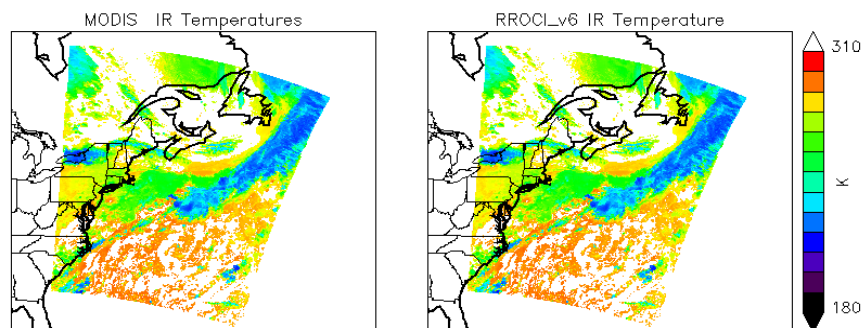 MODIS IR Temperatures
RROCI_v6 IR Temperature
310
K
180